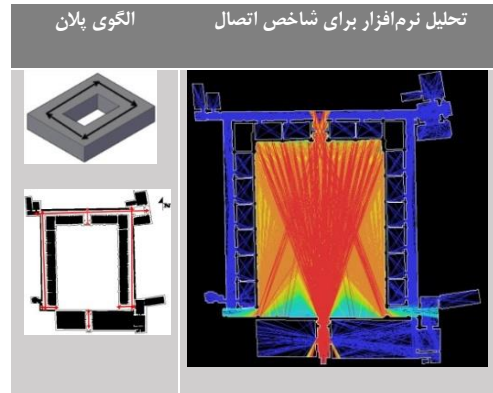 تحلیل نرم‌افزار برای شاخص اتصال
الگوی پلان